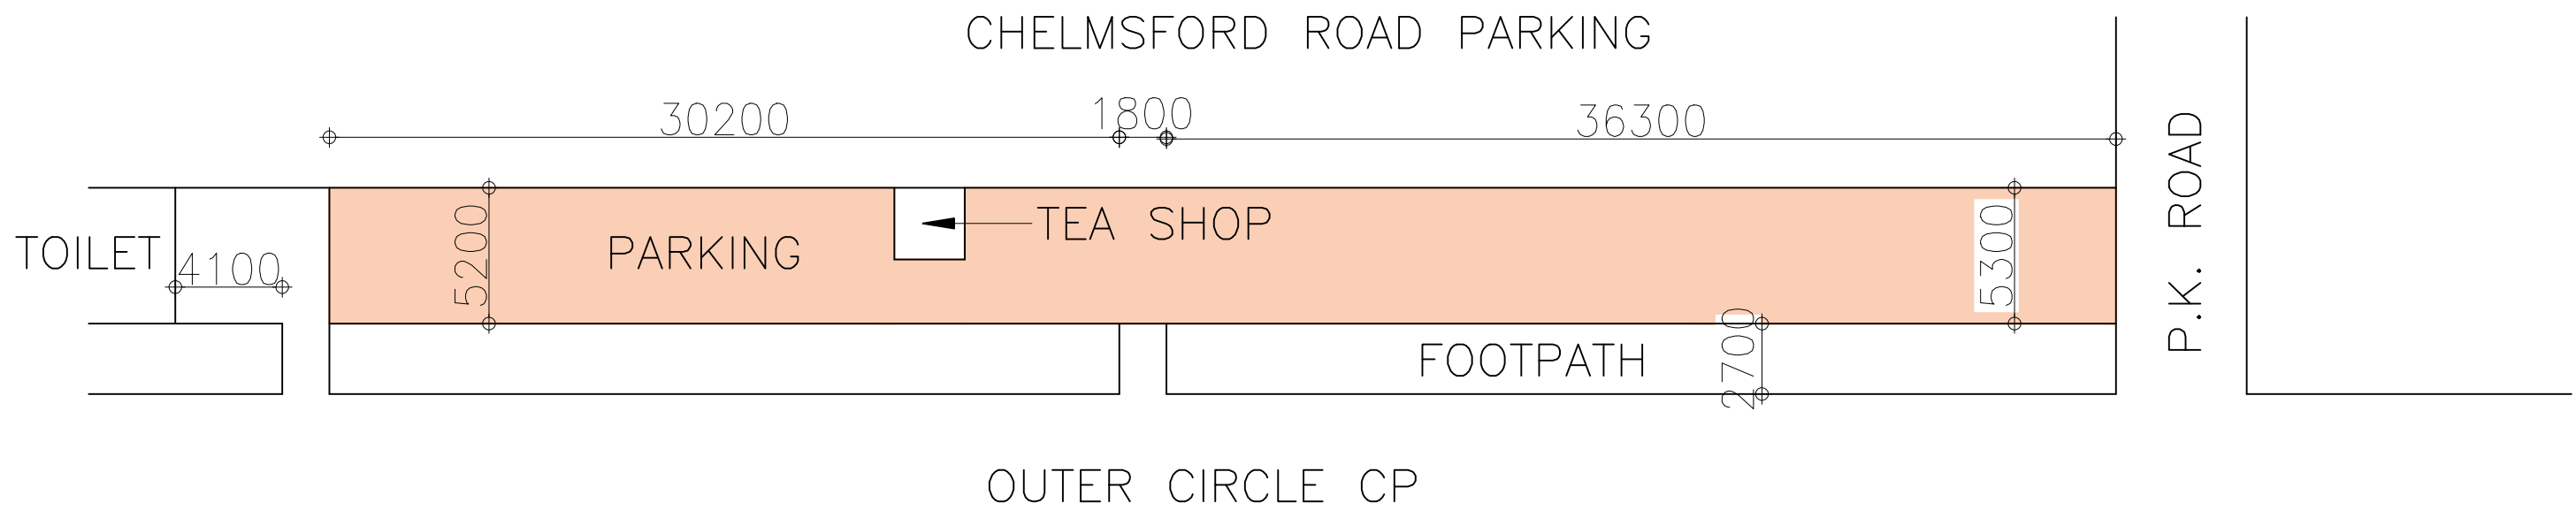 CHELMSFORD ROAD PARKING
30200
1800
36300
TOILET
4100
5200
PARKING
TEA SHOP
5300
P.K. ROAD
2700
FOOTPATH
OUTER CIRCLE CP